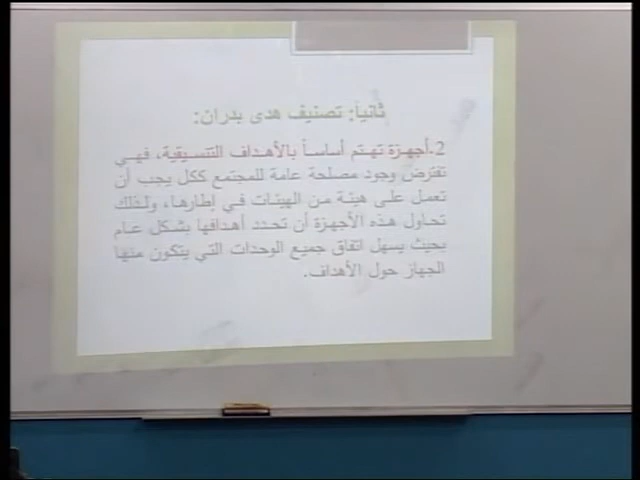 ثانياً: تصنيف هدى بدران:
2.أجهزة تهتم أساساً بالأهداف التنسيقية، فهي
تفترض وجود مصلحة عامة للمجتمع ككل يجب أن
تعمل على هيئة من الهيئات في إطارها، ولذلك
تحاول هذه الأجهزة أن تحدد أهدافها بشكل عام
بحيث يسهل اتفاق جميع الوحدات التي يتكون منها
الجهاز حول الأهداف.